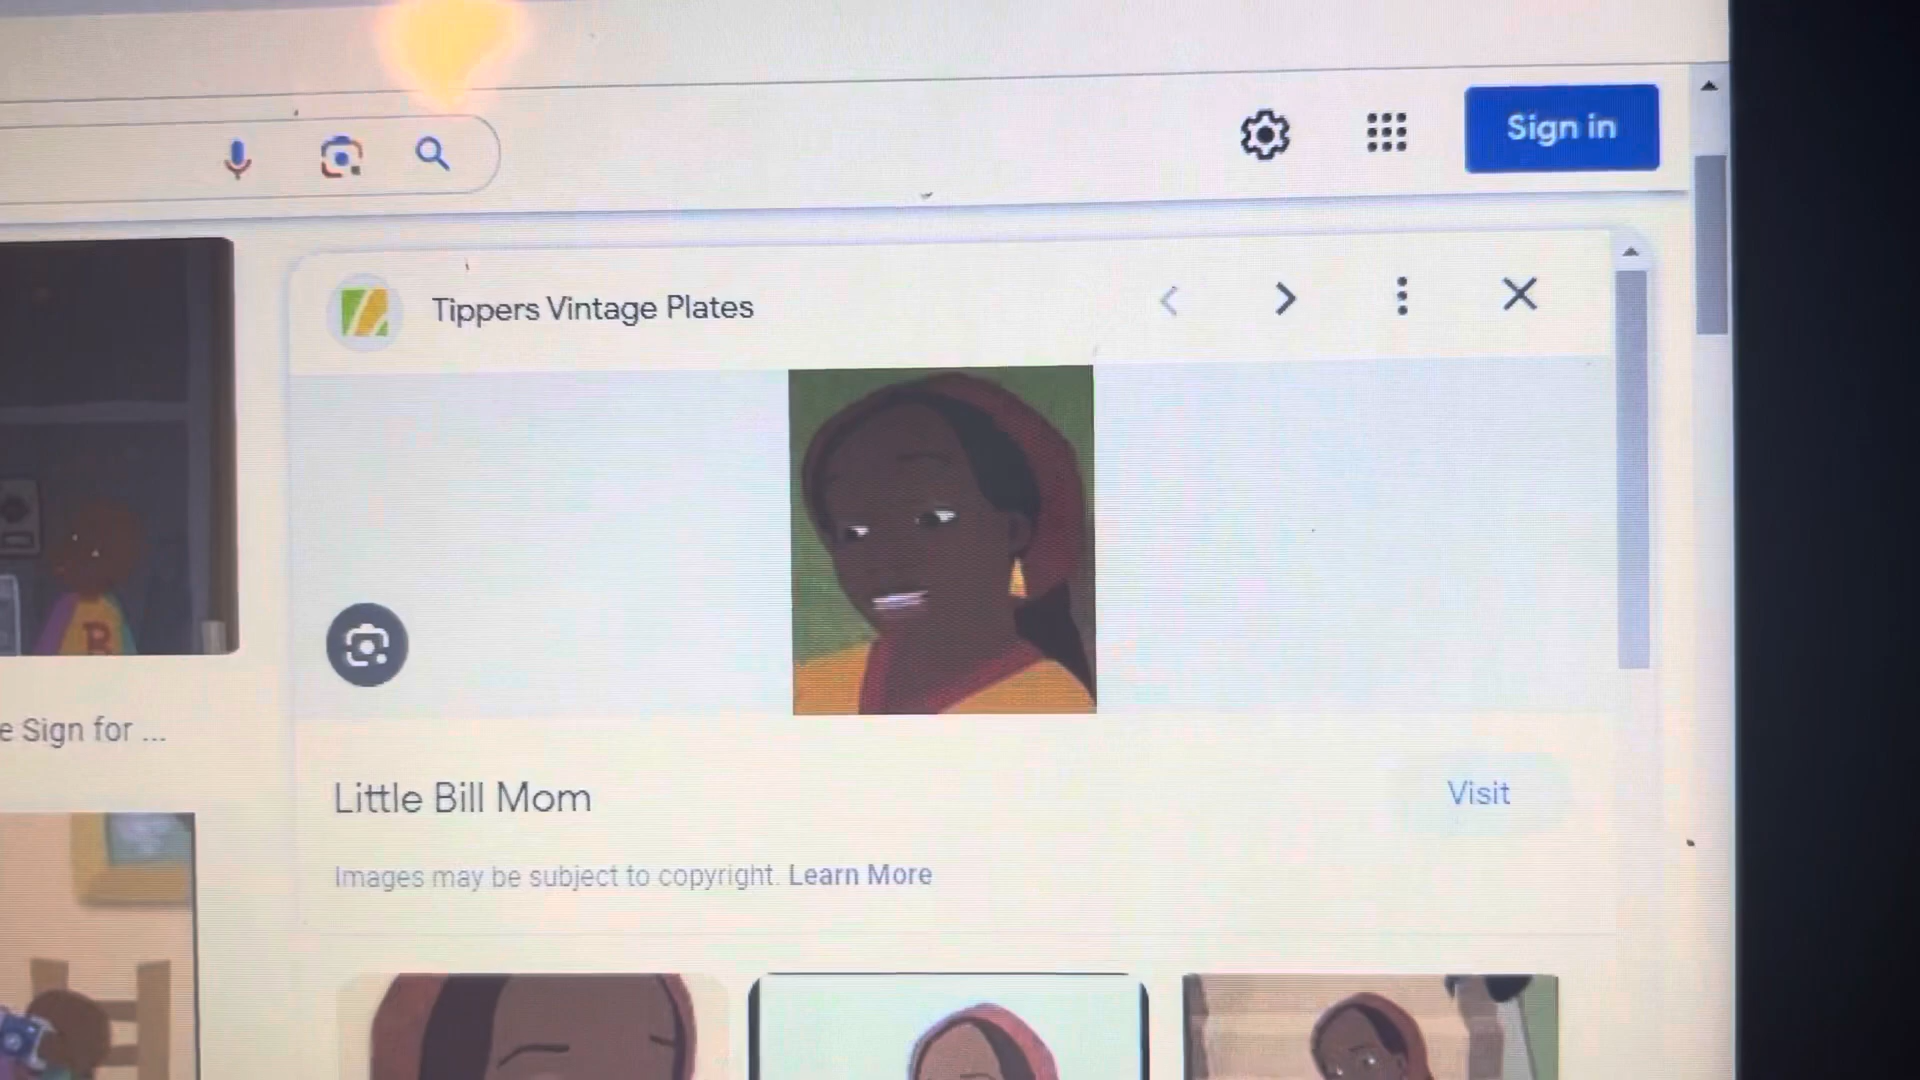 Sign in
Tippers Vintage Plates
B
e Sign for ...
Little Bill Mom
Visit
Images may be subject to copyright. Learn More